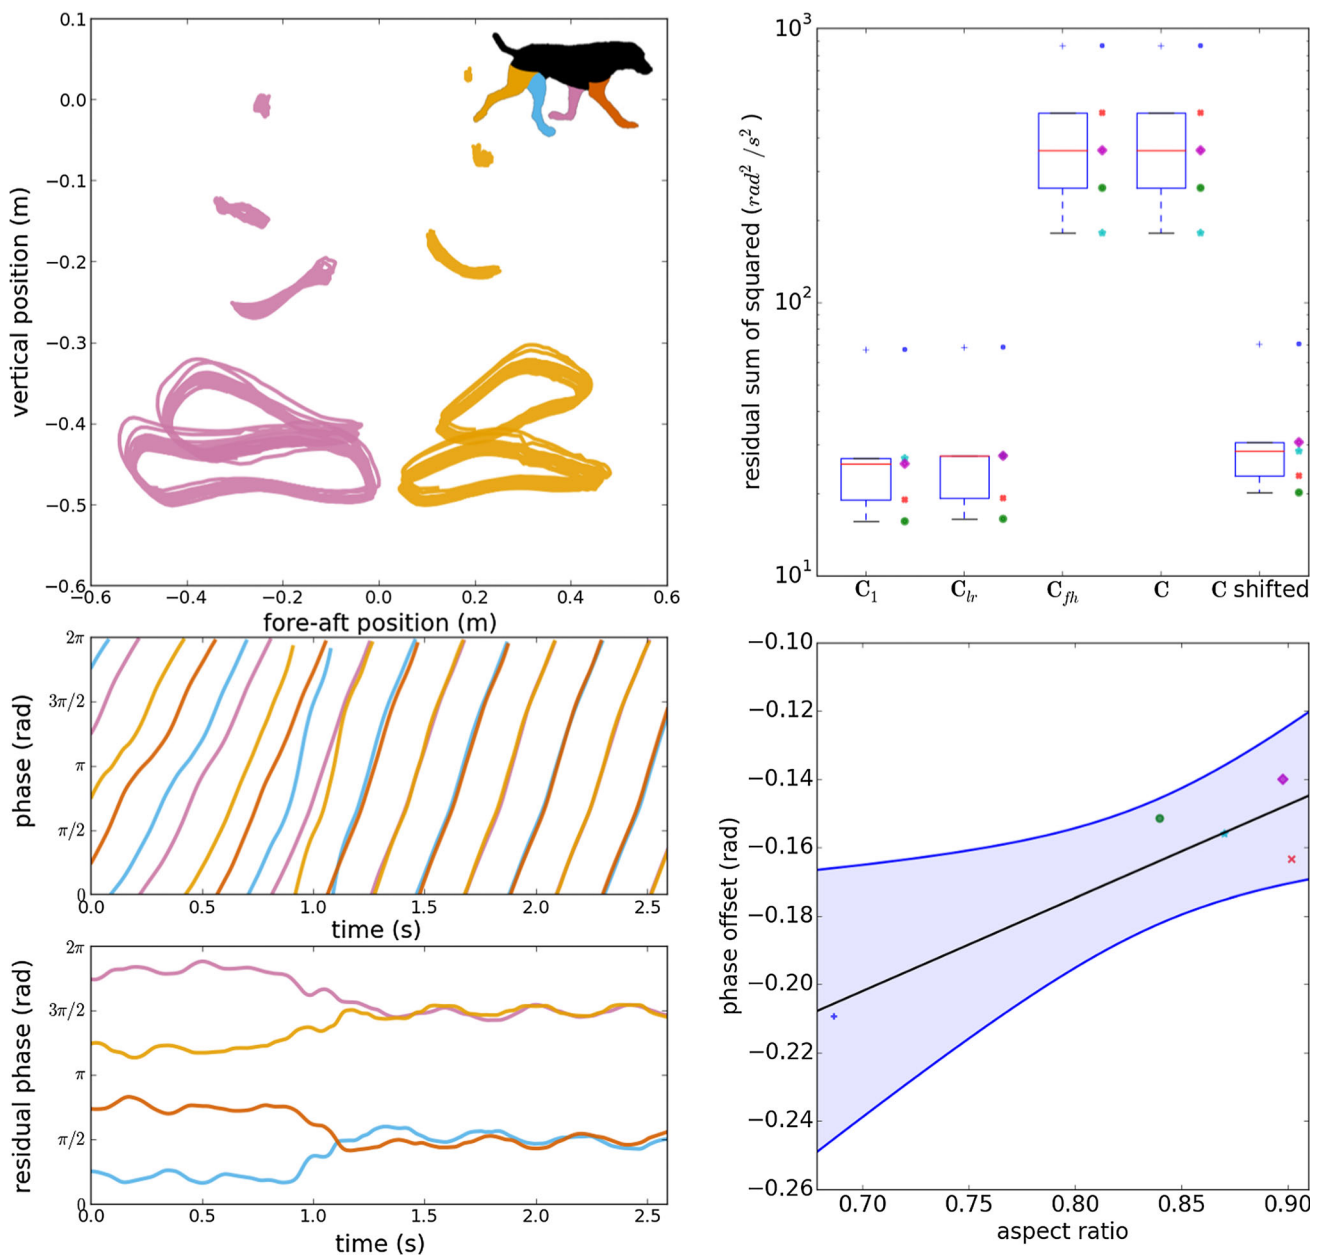 0.1
0.0
−0.1
−0.2
−0.3
−0.4
−0.5
−0.6
vertical position (m)
−0.6 −0.4 −0.2 0.0 0.2 0.4 0.6
fore-aft position (m)
10³
10²
10¹
residual sum of squared (rad² /s² )
C₁ C_lr C_fh C C shifted
2π
3π/2
π
π/2
0
phase (rad)
0.0 0.5 1.0 1.5 2.0 2.5
time (s)
2π
3π/2
π
π/2
0
residual phase (rad)
0.0 0.5 1.0 1.5 2.0 2.5
time (s)
−0.10
−0.12
−0.14
−0.16
−0.18
−0.20
−0.22
−0.24
−0.26
phase offset (rad)
0.70 0.75 0.80 0.85 0.90
aspect ratio